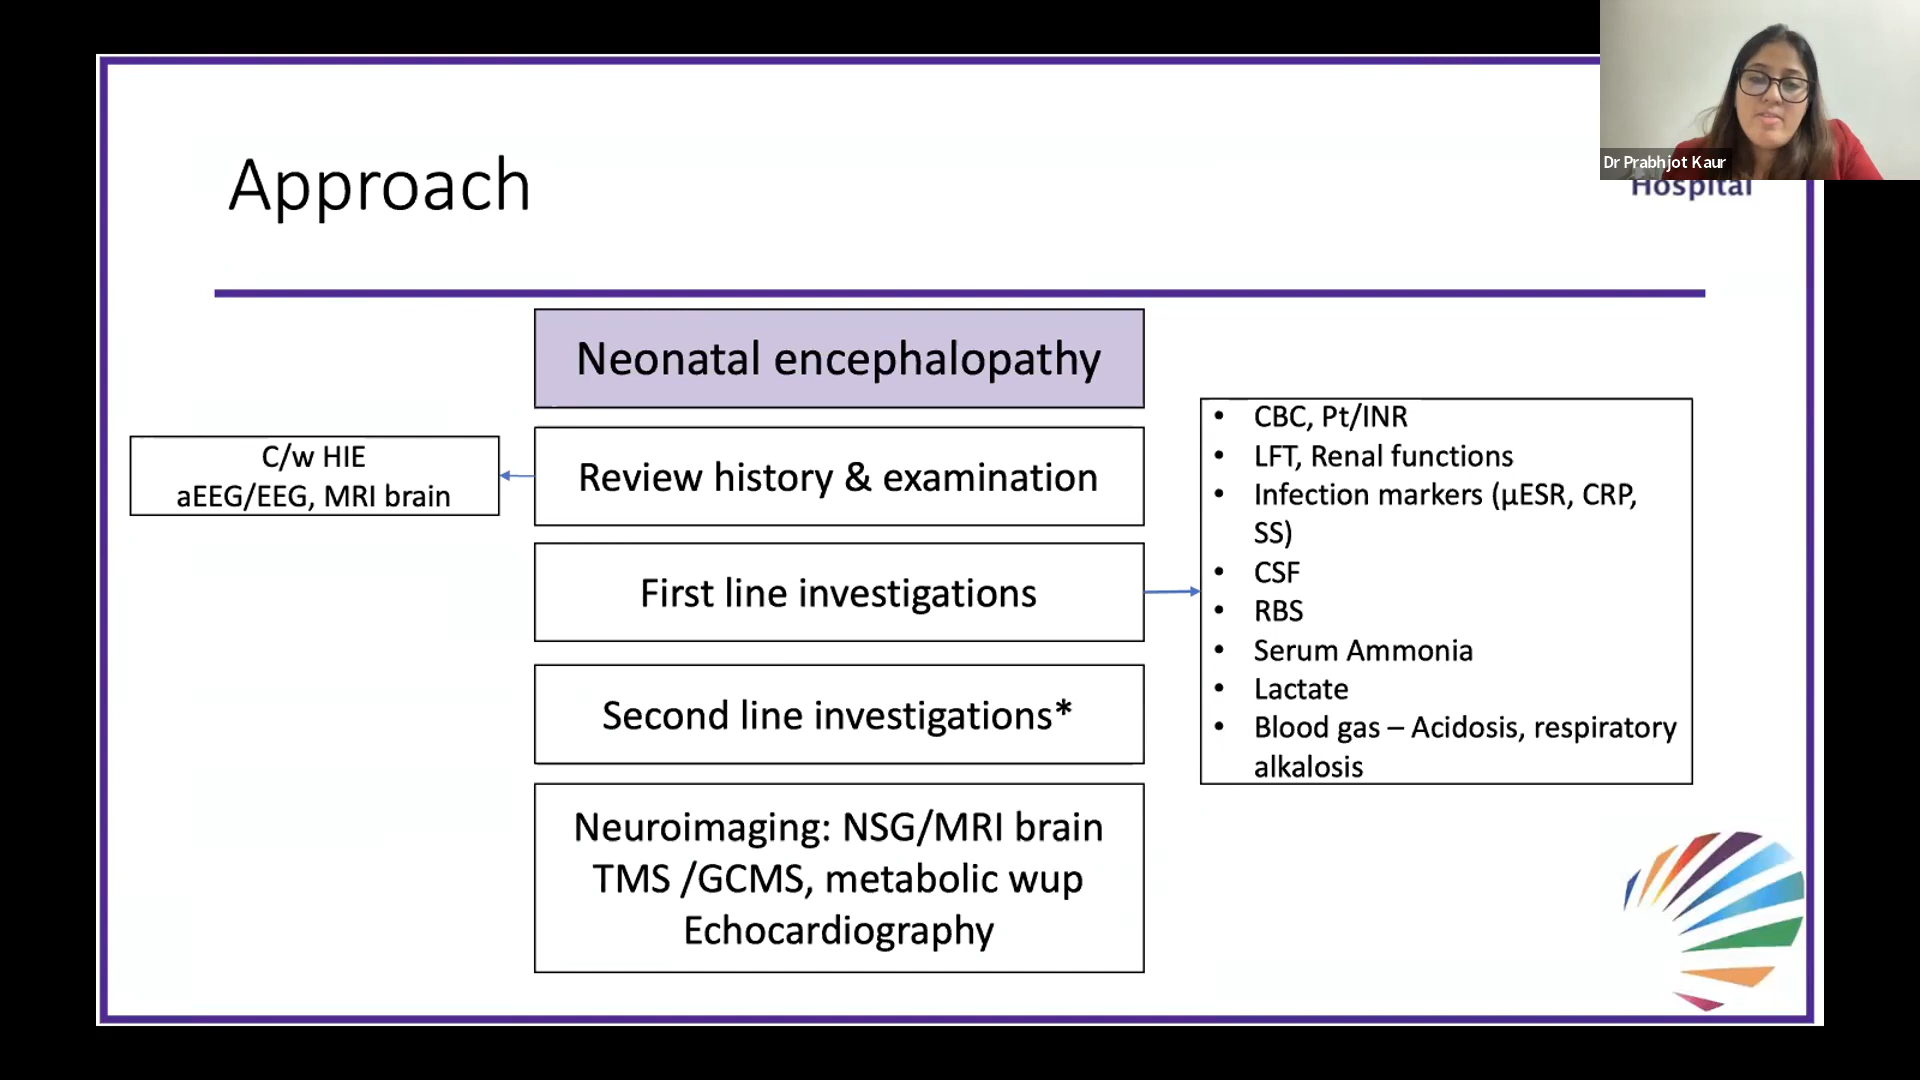 Dr Prabhjot Kaur
Hospital
Approach
Neonatal encephalopathy
C/w HIE
aEEG/EEG, MRI brain
Review history & examination
First line investigations
Second line investigations*
Neuroimaging: NSG/MRI brain
TMS /GCMS, metabolic wup
Echocardiography
• CBC, Pt/INR
• LFT, Renal functions
• Infection markers (µESR, CRP,
SS)
• CSF
• RBS
• Serum Ammonia
• Lactate
• Blood gas – Acidosis, respiratory
alkalosis